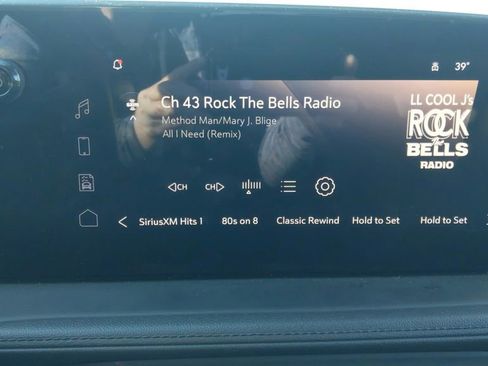 39°
Ch 43 Rock The Bells Radio
Method Man/Mary J. Blige
All I Need (Remix)
LL COOL J's
ROCK
The
BELLS
RADIO
CH
CH
SiriusXM Hits 1
80s on 8
Classic Rewind
Hold to Set
Hold to Set